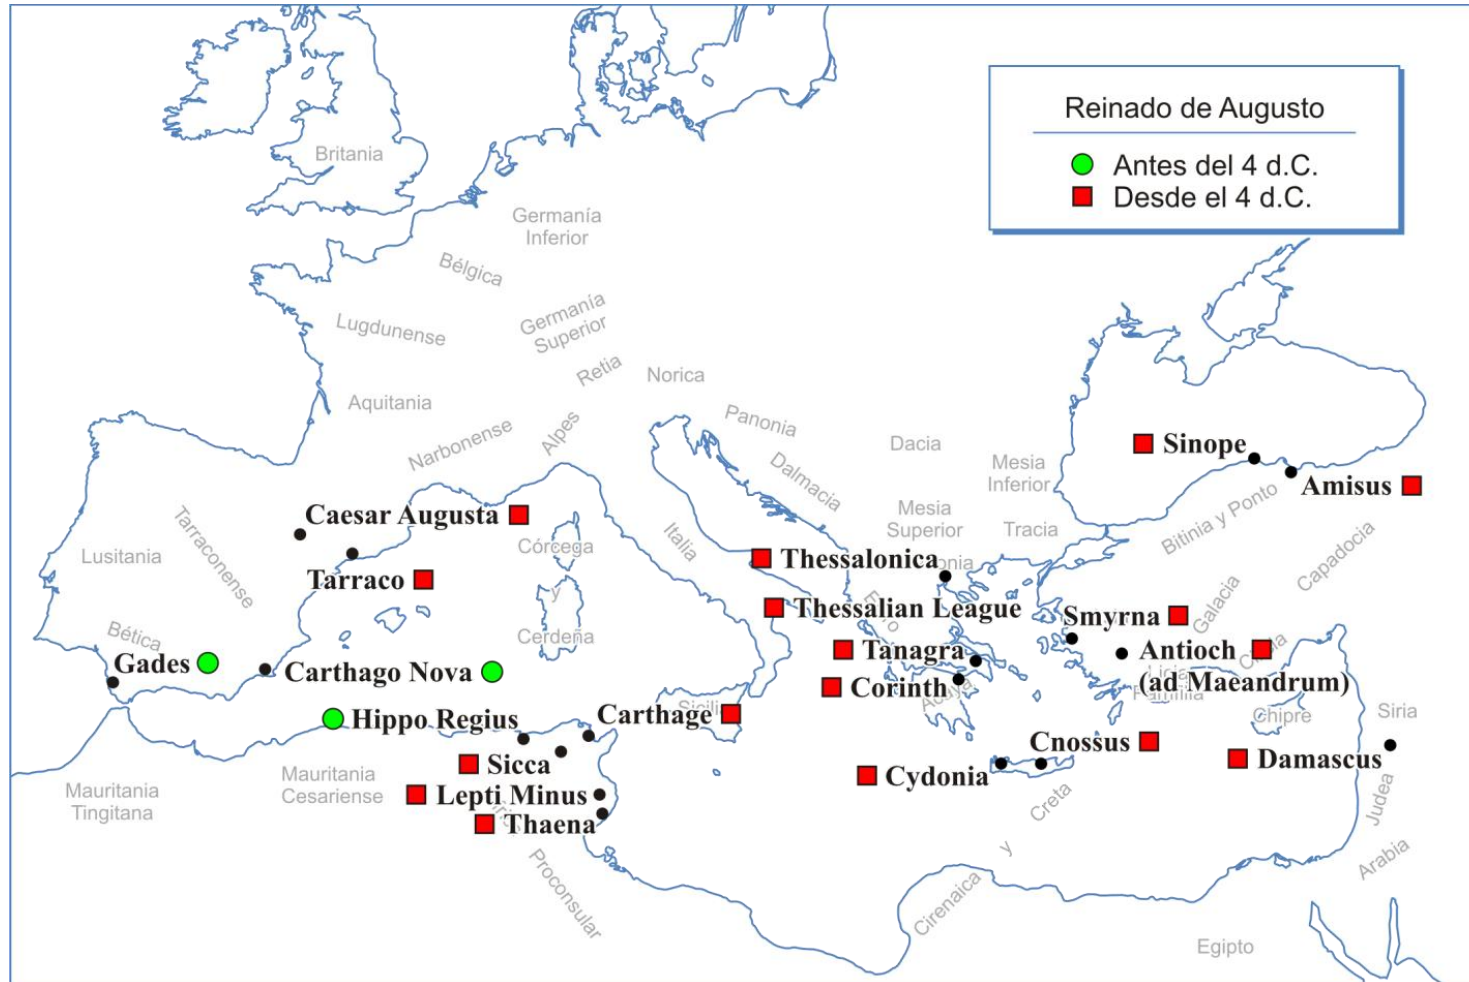 Reinado de Augusto
Antes del 4 d.C.
Desde el 4 d.C.
Britania
Germanía
Inferior
Bélgica
Germanía
Superior
Lugdunense
Retia
Norica
Aquitania
Narbonense
Alpes
Panonia
Dacia
Dalmacia
Mesia
Inferior
Sinope
Amisus
Bitinia y Ponto
Mesia
Superior
Tracia
Capadocia
Caesar Augusta
Córcega
y
Cerdeña
Italia
Tarraconense
Lusitania
Tarraco
Thessalonica
Thessalian League
Smyrna
Galacia
Bética
Gades
Carthago Nova
Tanagra
Antioch
(ad Maeandrum)
Corinth
Acaya
Licia
Chipre
Siria
Hippo Regius
Carthage
Sicilia
Cnossus
Damascus
Sicca
Cydonia
Mauritania
Tingitana
Mauritania
Cesariense
Lepti Minus
Thaena
Proconsular
Creta
y
Cirenaica
Judea
Arabia
Egipto